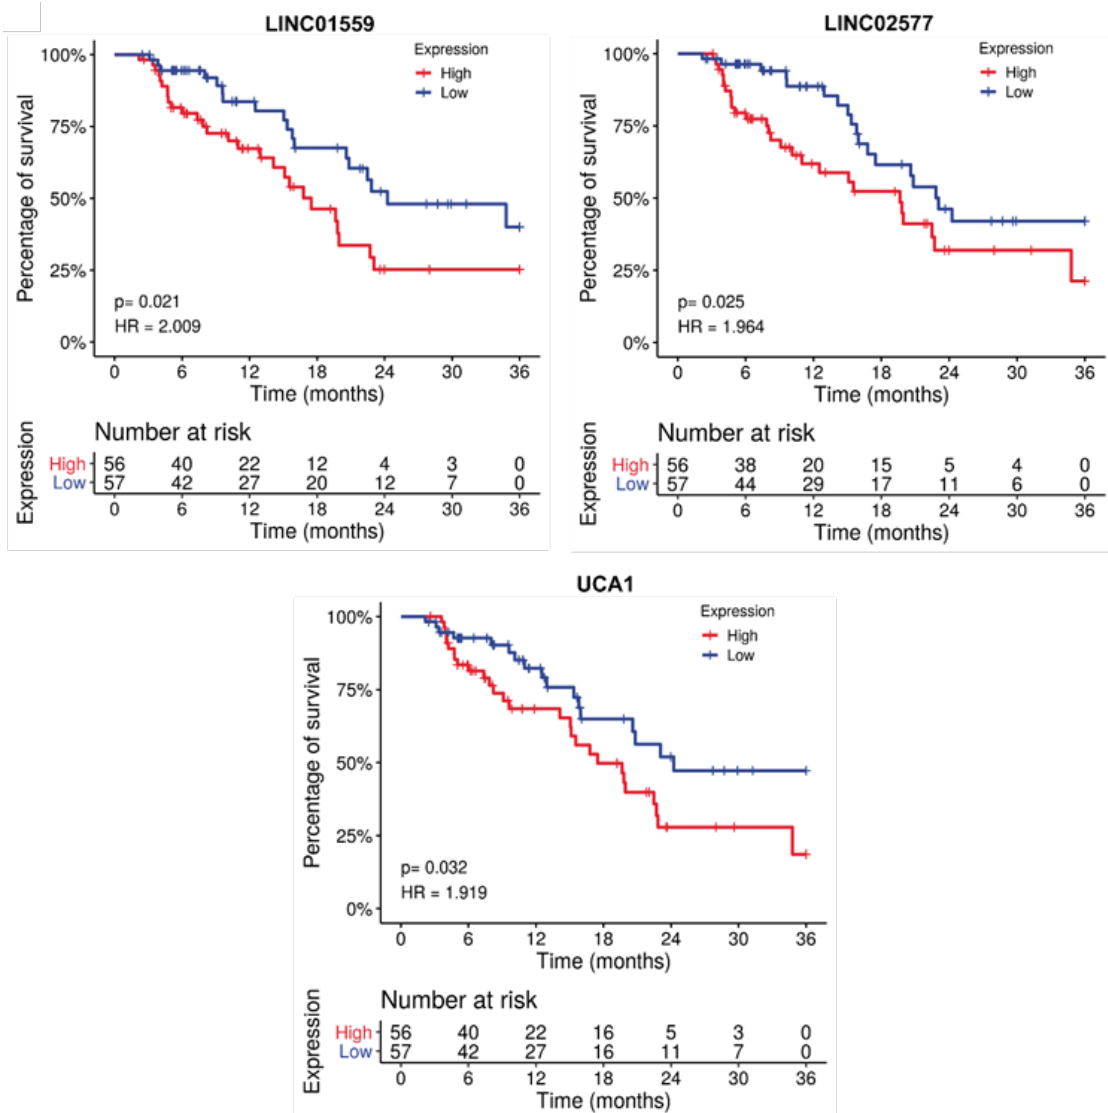 LINC01559
Expression
High
Low
100%
75%
50%
25%
0%
Percentage of survival
p= 0.021
HR = 2.009
0 6 12 18 24 30 36
Time (months)
Number at risk
Expression
High 56 40 22 12 4 3 0
Low 57 42 27 20 12 7 0
0 6 12 18 24 30 36
Time (months)
LINC02577
Expression
High
Low
100%
75%
50%
25%
0%
Percentage of survival
p= 0.025
HR = 1.964
0 6 12 18 24 30 36
Time (months)
Number at risk
Expression
High 56 38 20 15 5 4 0
Low 57 44 29 17 11 6 0
0 6 12 18 24 30 36
Time (months)
UCA1
Expression
High
Low
100%
75%
50%
25%
0%
Percentage of survival
p= 0.032
HR = 1.919
0 6 12 18 24 30 36
Time (months)
Number at risk
Expression
High 56 40 22 16 5 3 0
Low 57 42 27 16 11 7 0
0 6 12 18 24 30 36
Time (months)